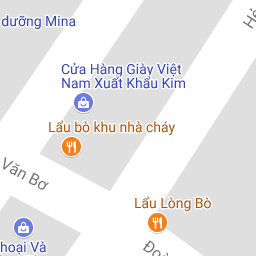 dưỡng Mina
Cửa Hàng Giày Việt
Nam Xuất Khẩu Kim
Lẩu bò khu nhà cháy
Văn Bơ
Lẩu Lòng Bò
hoại Và